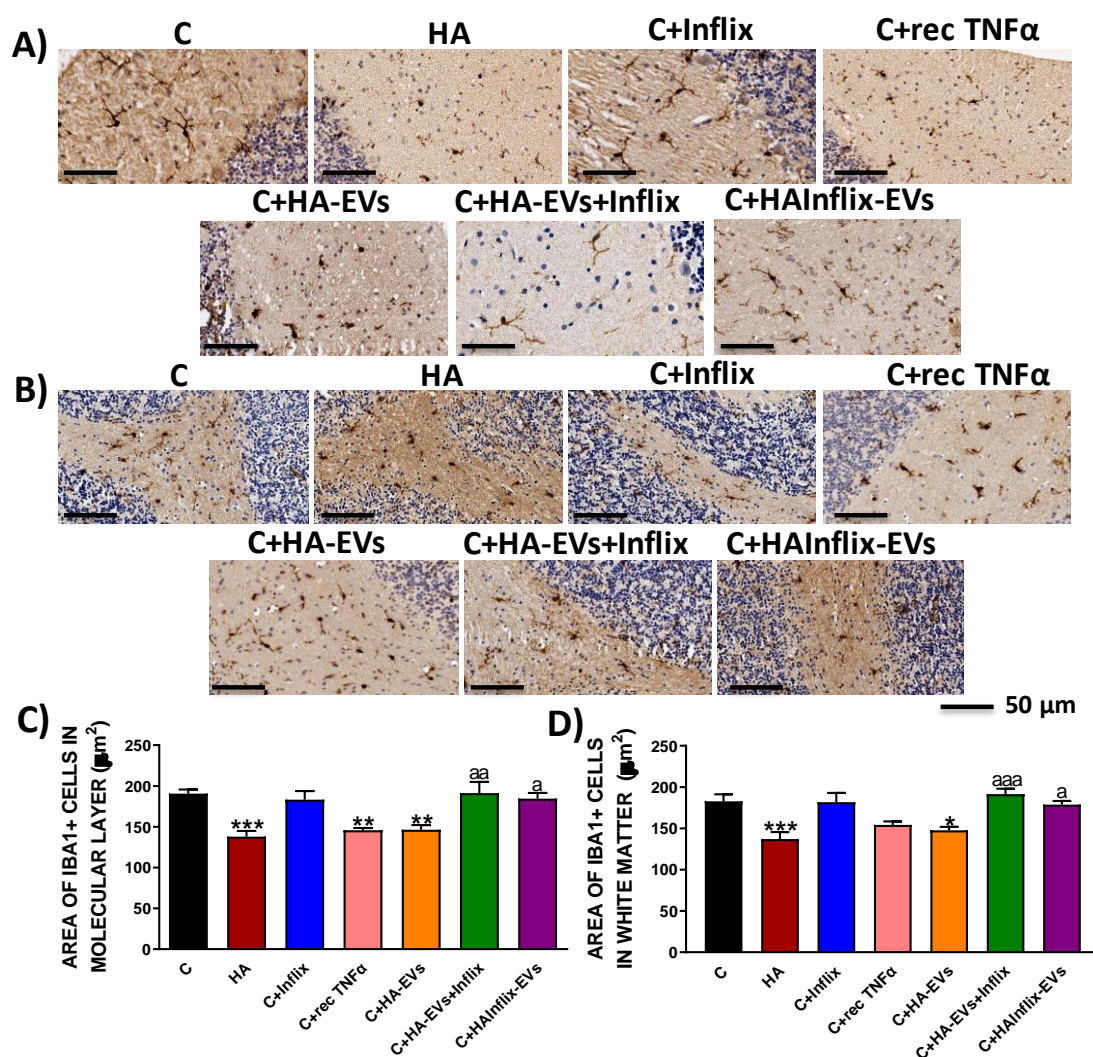 A)
C HA C+Inflix C+rec TNFα
C+HA-EVs C+HA-EVs+Inflix C+HAInflix-EVs
B)
C HA C+Inflix C+rec TNFα
C+HA-EVs C+HA-EVs+Inflix C+HAInflix-EVs
50 µm
C)
AREA OF IBA1+ CELLS IN
MOLECULAR LAYER (µm²)
250
200
150
100
50
0
***
**
**
aa
a
C
HA
C+Inflix
C+rec TNFα
C+HA-EVs
C+HA-EVs+Inflix
C+HAInflix-EVs
D)
AREA OF IBA1+ CELLS
IN WHITE MATTER (µm²)
250
200
150
100
50
0
***
*
aaa
a
C
HA
C+Inflix
C+rec TNFα
C+HA-EVs
C+HA-EVs+Inflix
C+HAInflix-EVs